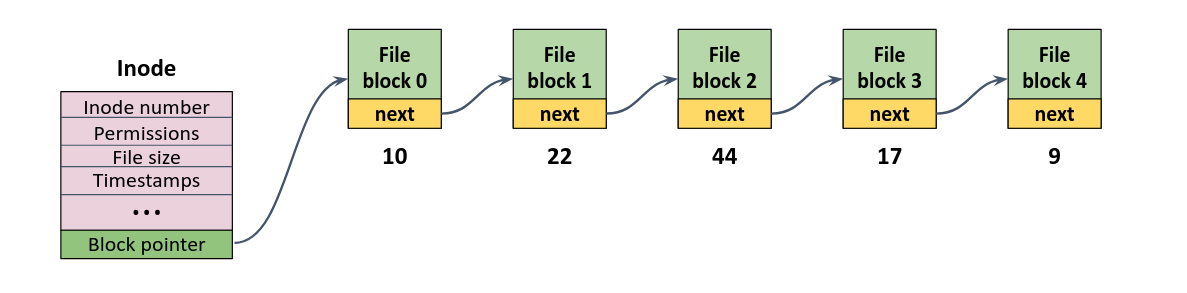 Inode
Inode number
Permissions
File size
Timestamps
...
Block pointer
File
block 0
next
10
File
block 1
next
22
File
block 2
next
44
File
block 3
next
17
File
block 4
next
9